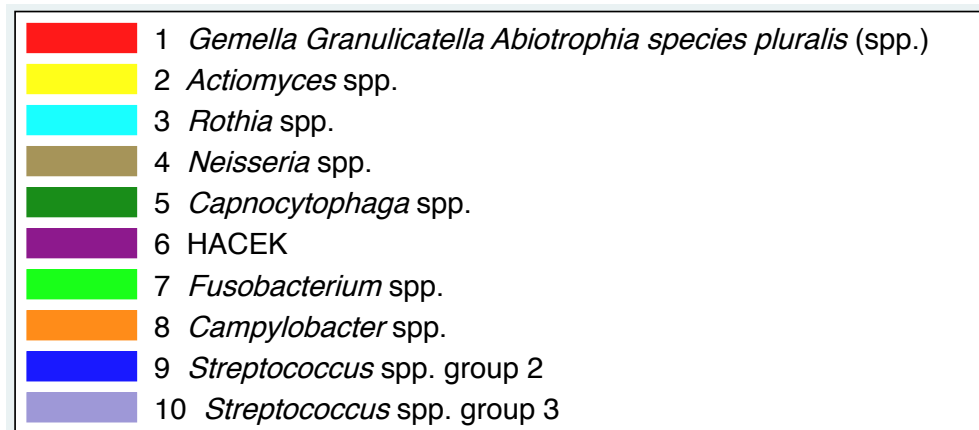 1 Gemella Granulicatella Abiotrophia species pluralis (spp.)
2 Actiomyces spp.
3 Rothia spp.
4 Neisseria spp.
5 Capnocytophaga spp.
6 HACEK
7 Fusobacterium spp.
8 Campylobacter spp.
9 Streptococcus spp. group 2
10 Streptococcus spp. group 3